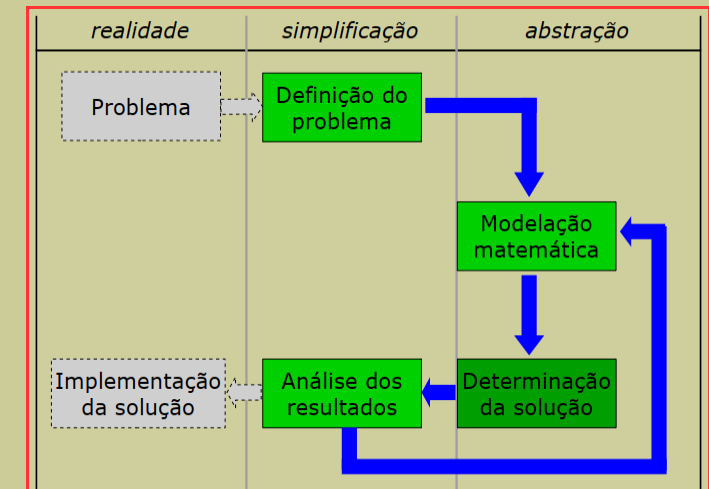 realidade
simplificação
abstração
Problema
Definição do
problema
Modelação
matemática
Implementação
da solução
Análise dos
resultados
Determinação
da solução